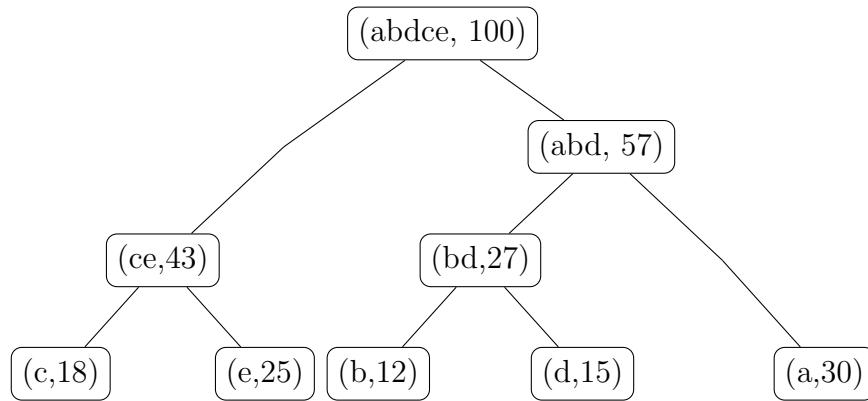 (abdce, 100)
(abd, 57)
(ce,43)
(bd,27)
(c,18)
(e,25)
(b,12)
(d,15)
(a,30)